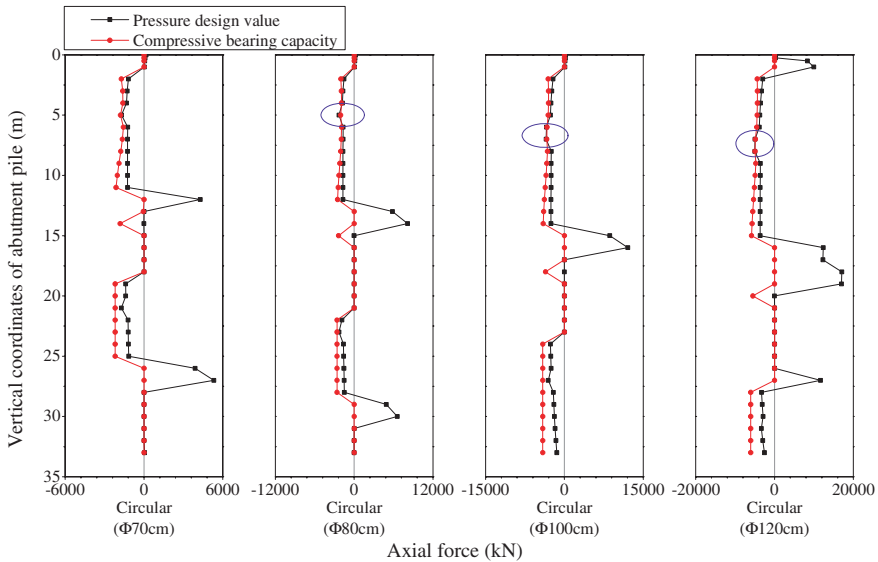 Pressure design value
Compressive bearing capacity
0
5
10
15
20
25
30
35
Vertical coordinates of abutment pile (m)
-6000 0 6000
-12000 0 12000
-15000 0 15000
-20000 0 20000
Circular
(Φ70cm)
Circular
(Φ80cm)
Circular
(Φ100cm)
Circular
(Φ120cm)
Axial force (kN)